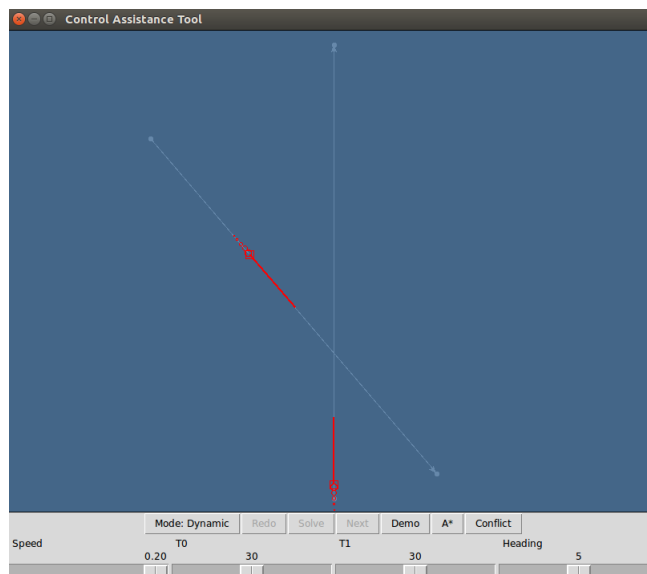 Control Assistance Tool
Mode: Dynamic Redo Solve Next Demo A* Conflict
Speed T0 T1 Heading
0.20 30 30 5